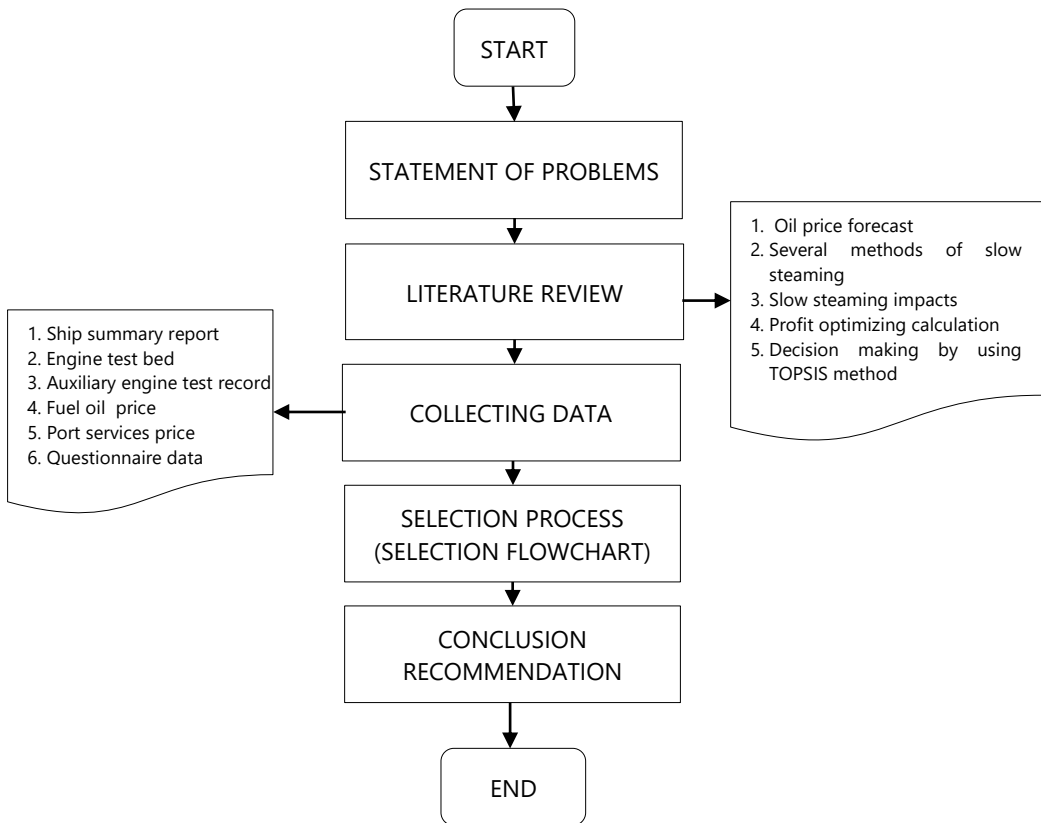 START
STATEMENT OF PROBLEMS
LITERATURE REVIEW
1. Oil price forecast
2. Several methods of slow
steaming
3. Slow steaming impacts
4. Profit optimizing calculation
5. Decision making by using
TOPSIS method
COLLECTING DATA
1. Ship summary report
2. Engine test bed
3. Auxiliary engine test record
4. Fuel oil price
5. Port services price
6. Questionnaire data
SELECTION PROCESS
(SELECTION FLOWCHART)
CONCLUSION
RECOMMENDATION
END